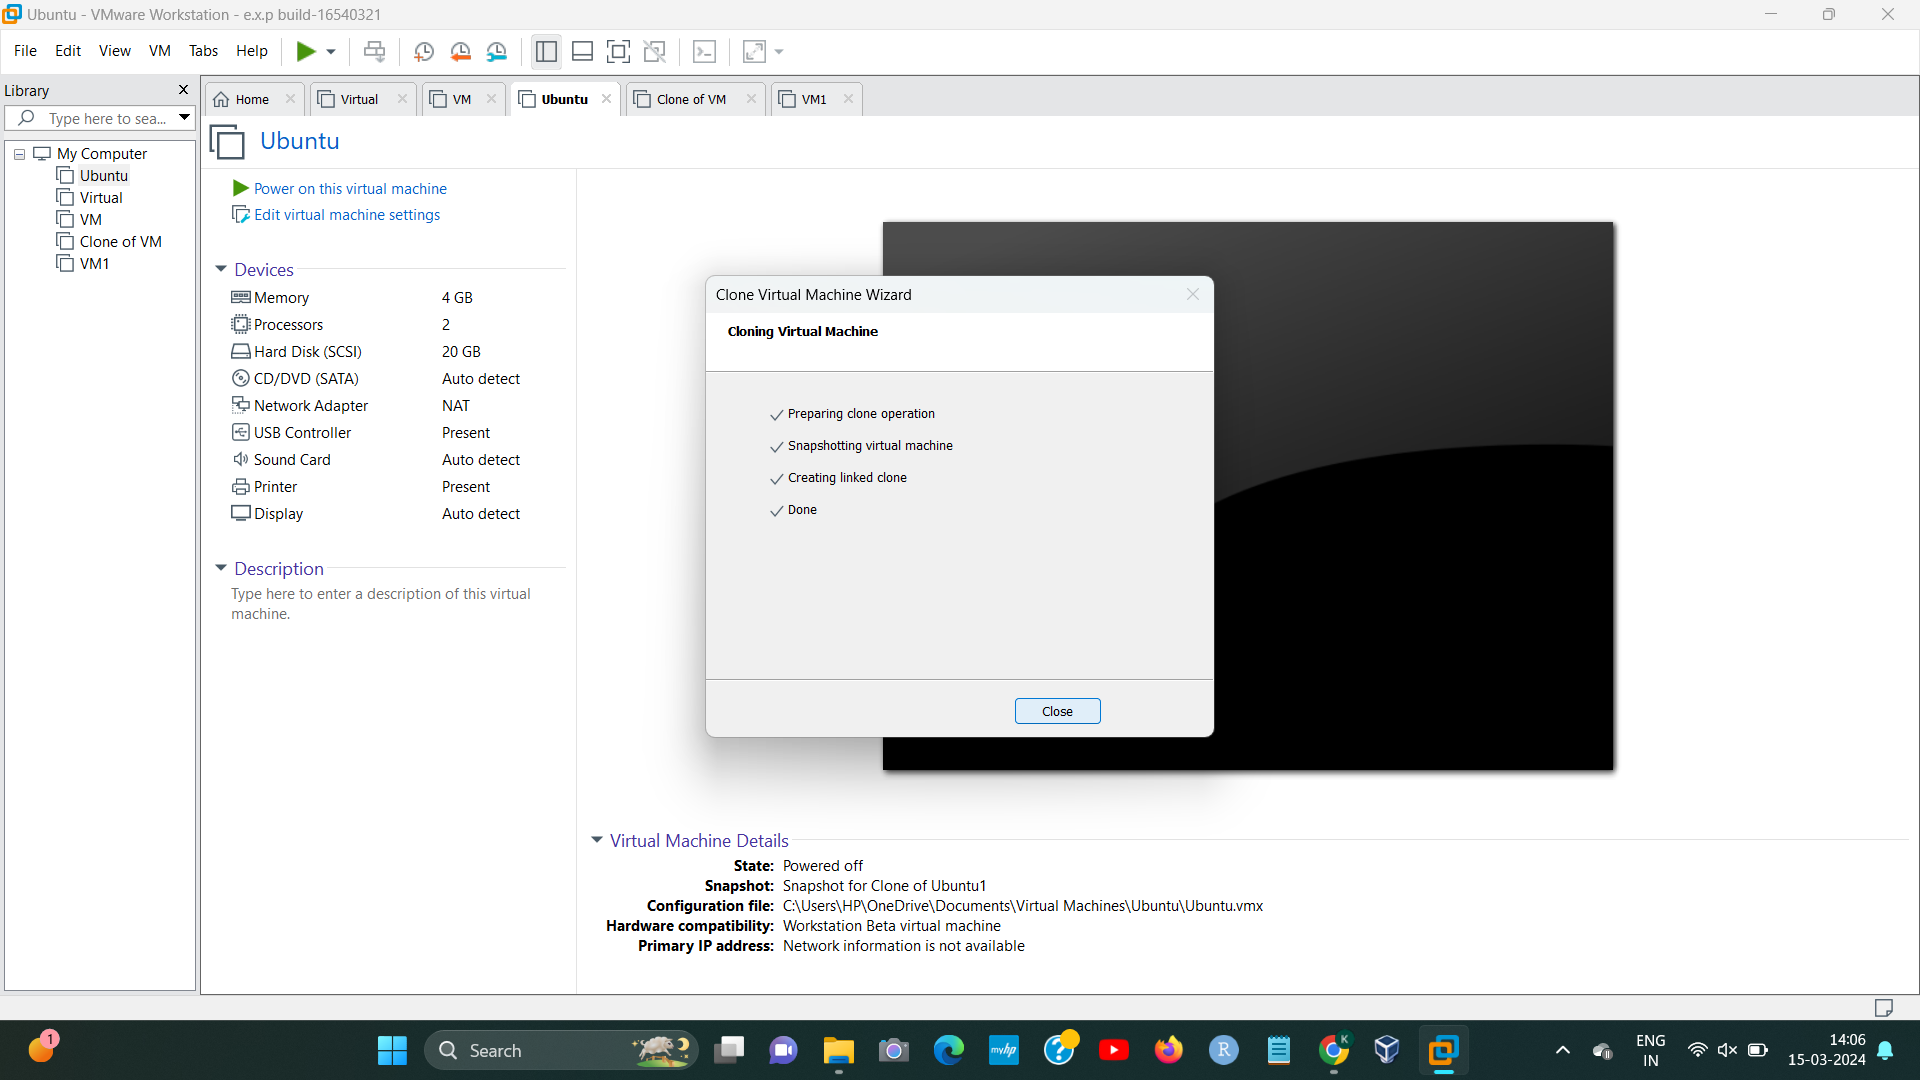 Ubuntu - VMware Workstation - e.x.p build-16540321
File Edit View VM Tabs Help
Library
Type here to sea...
Home Virtual VM Ubuntu Clone of VM VM1
My Computer
Ubuntu
Virtual
VM
Clone of VM
VM1
Ubuntu
Power on this virtual machine
Edit virtual machine settings
Devices
Memory 4 GB
Processors 2
Hard Disk (SCSI) 20 GB
CD/DVD (SATA) Auto detect
Network Adapter NAT
USB Controller Present
Sound Card Auto detect
Printer Present
Display Auto detect
Description
Type here to enter a description of this virtual
machine.
Clone Virtual Machine Wizard
Cloning Virtual Machine
Preparing clone operation
Snapshotting virtual machine
Creating linked clone
Done
Close
Virtual Machine Details
State: Powered off
Snapshot: Snapshot for Clone of Ubuntu1
Configuration file: C:\Users\HP\OneDrive\Documents\Virtual Machines\Ubuntu\Ubuntu.vmx
Hardware compatibility: Workstation Beta virtual machine
Primary IP address: Network information is not available
1
Search
myhp
?
R
K
ENG
IN
14:06
15-03-2024